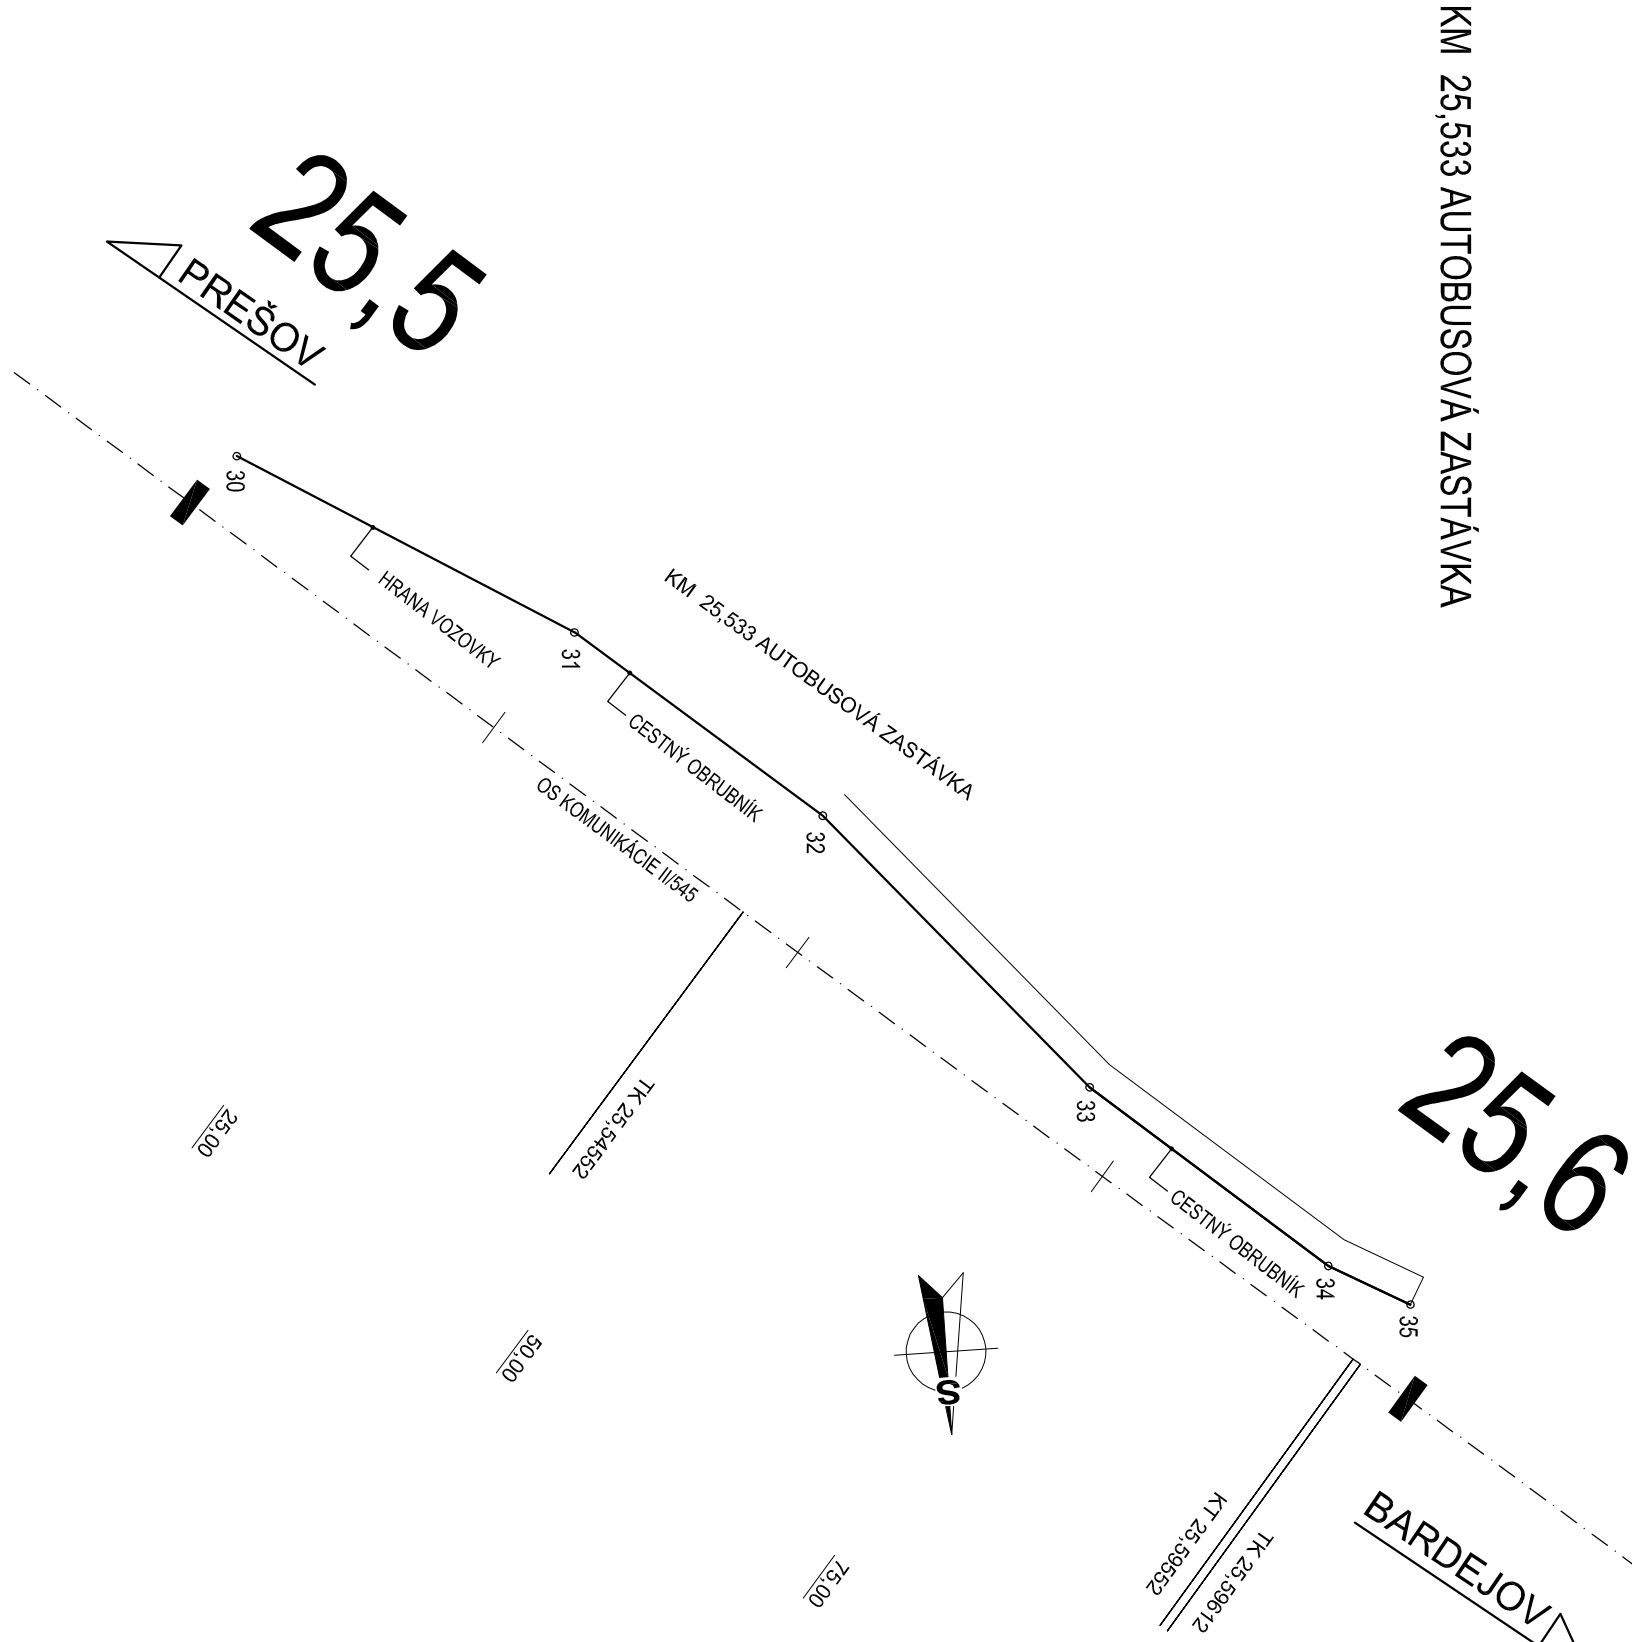 KM 25,533 AUTOBUSOVÁ ZASTÁVKA
25,5
PREŠOV
30
HRANA VOZOVKY
31
KM 25,533 AUTOBUSOVÁ ZASTÁVKA
CESTNÝ OBRUBNÍK
OS KOMUNIKÁCIE II/545
32
TK 25,54552
25,00
33
25,6
CESTNÝ OBRUBNÍK
34
35
50,00
S
75,00
KT 25,59552
TK 25,59612
BARDEJOV